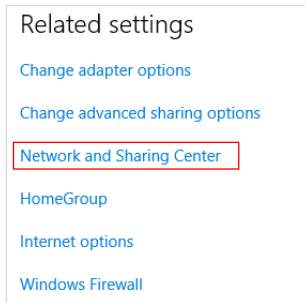 Related settings
Change adapter options
Change advanced sharing options
Network and Sharing Center
HomeGroup
Internet options
Windows Firewall